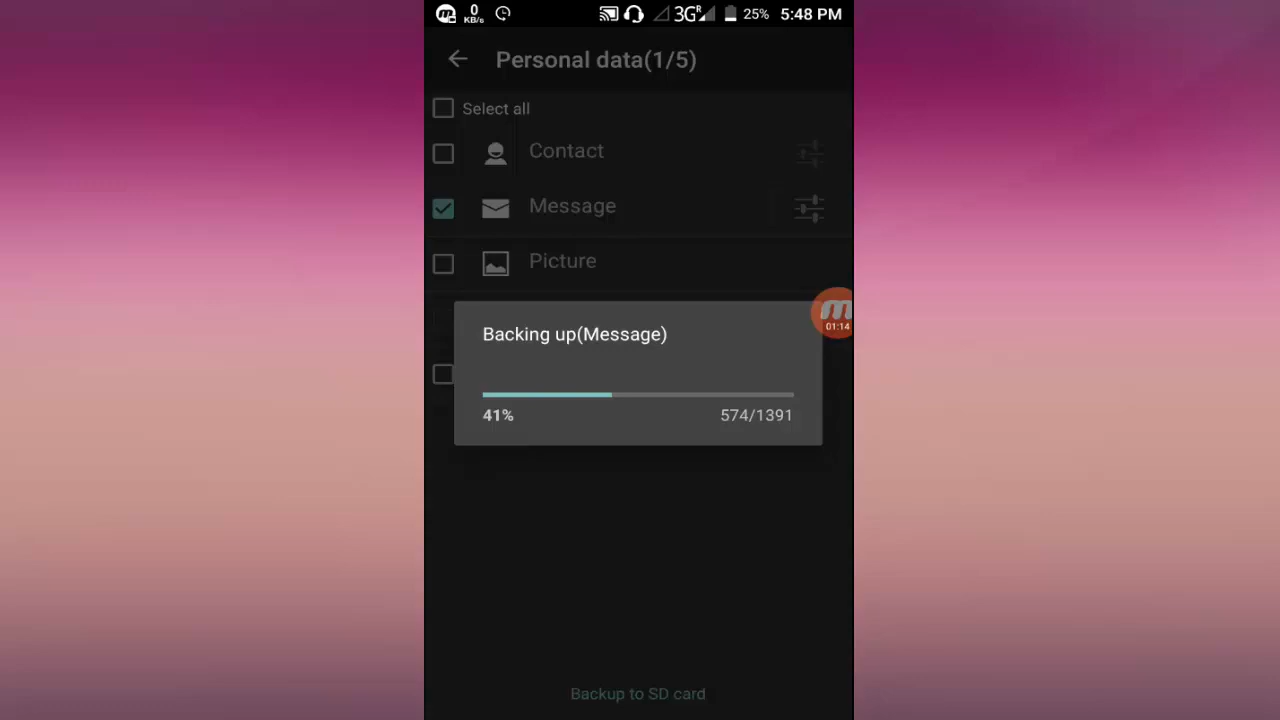 0 KB/s 3G R 25% 5:48 PM
Personal data(1/5)
Select all
Contact
Message
Picture
01:14
Backing up(Message)
41% 574/1391
Backup to SD card